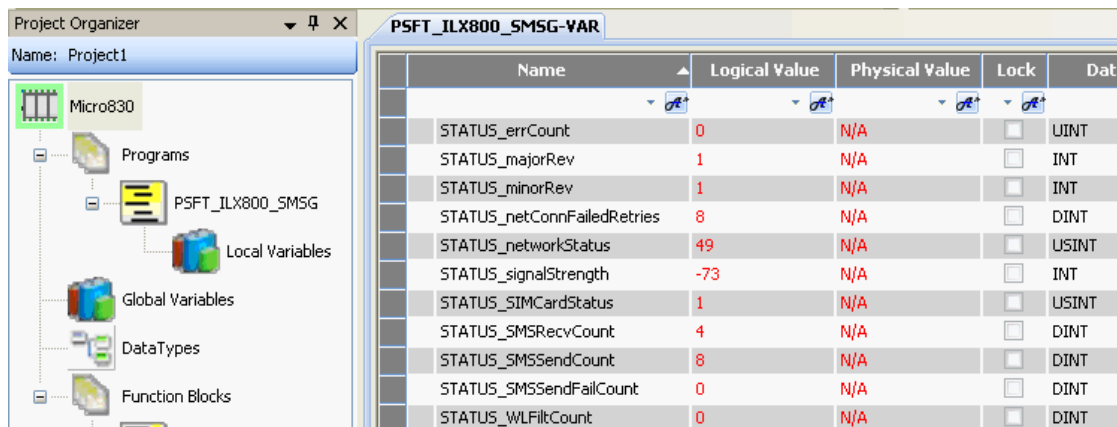 Project Organizer
Name: Project1
Micro830
Programs
PSFT_ILX800_SMSG
Local Variables
Global Variables
DataTypes
Function Blocks
PSFT_ILX800_SMSG-VAR
Name Logical Value Physical Value Lock Dat
STATUS_errCount 0 N/A UINT
STATUS_majorRev 1 N/A INT
STATUS_minorRev 1 N/A INT
STATUS_netConnFailedRetries 8 N/A DINT
STATUS_networkStatus 49 N/A USINT
STATUS_signalStrength -73 N/A INT
STATUS_SIMCardStatus 1 N/A USINT
STATUS_SMSRecvCount 4 N/A DINT
STATUS_SMSSendCount 8 N/A DINT
STATUS_SMSSendFailCount 0 N/A DINT
STATUS_WLFiltCount 0 N/A DINT